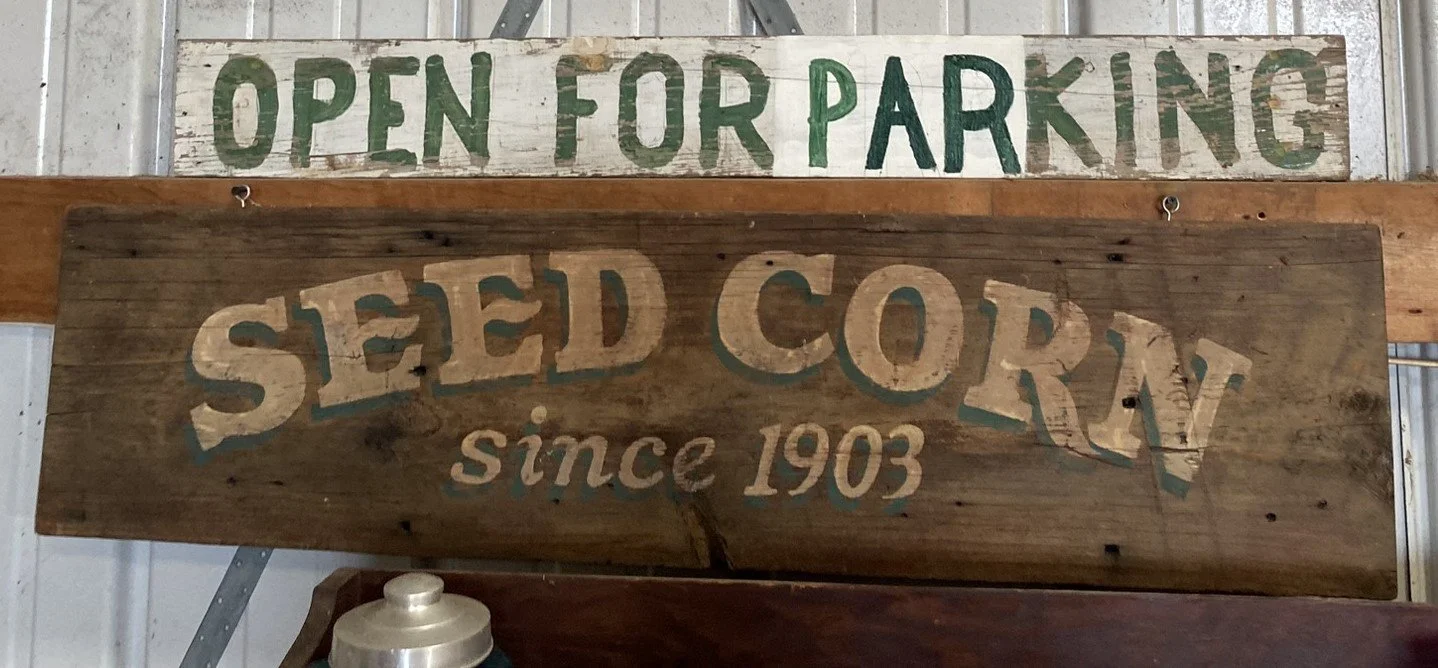 OPEN FOR PARKING
SEED CORN
since 1903